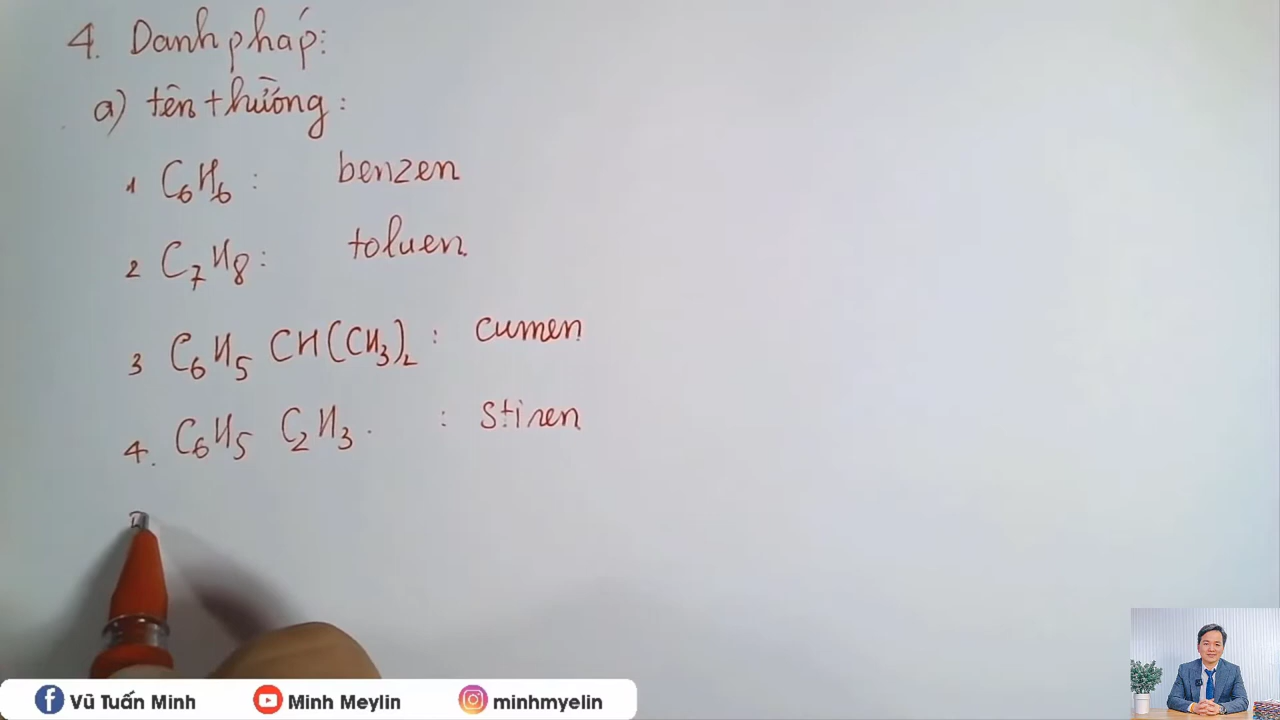 4. Danh pháp:
a) tên thường:
1 C₆H₆: benzen
2 C₇H₈: toluen
3 C₆H₅ CH(CH₃)₂: cumen
4. C₆H₅ C₂H₃. : Stiren
Vũ Tuấn Minh Minh Meylin minhmyelin